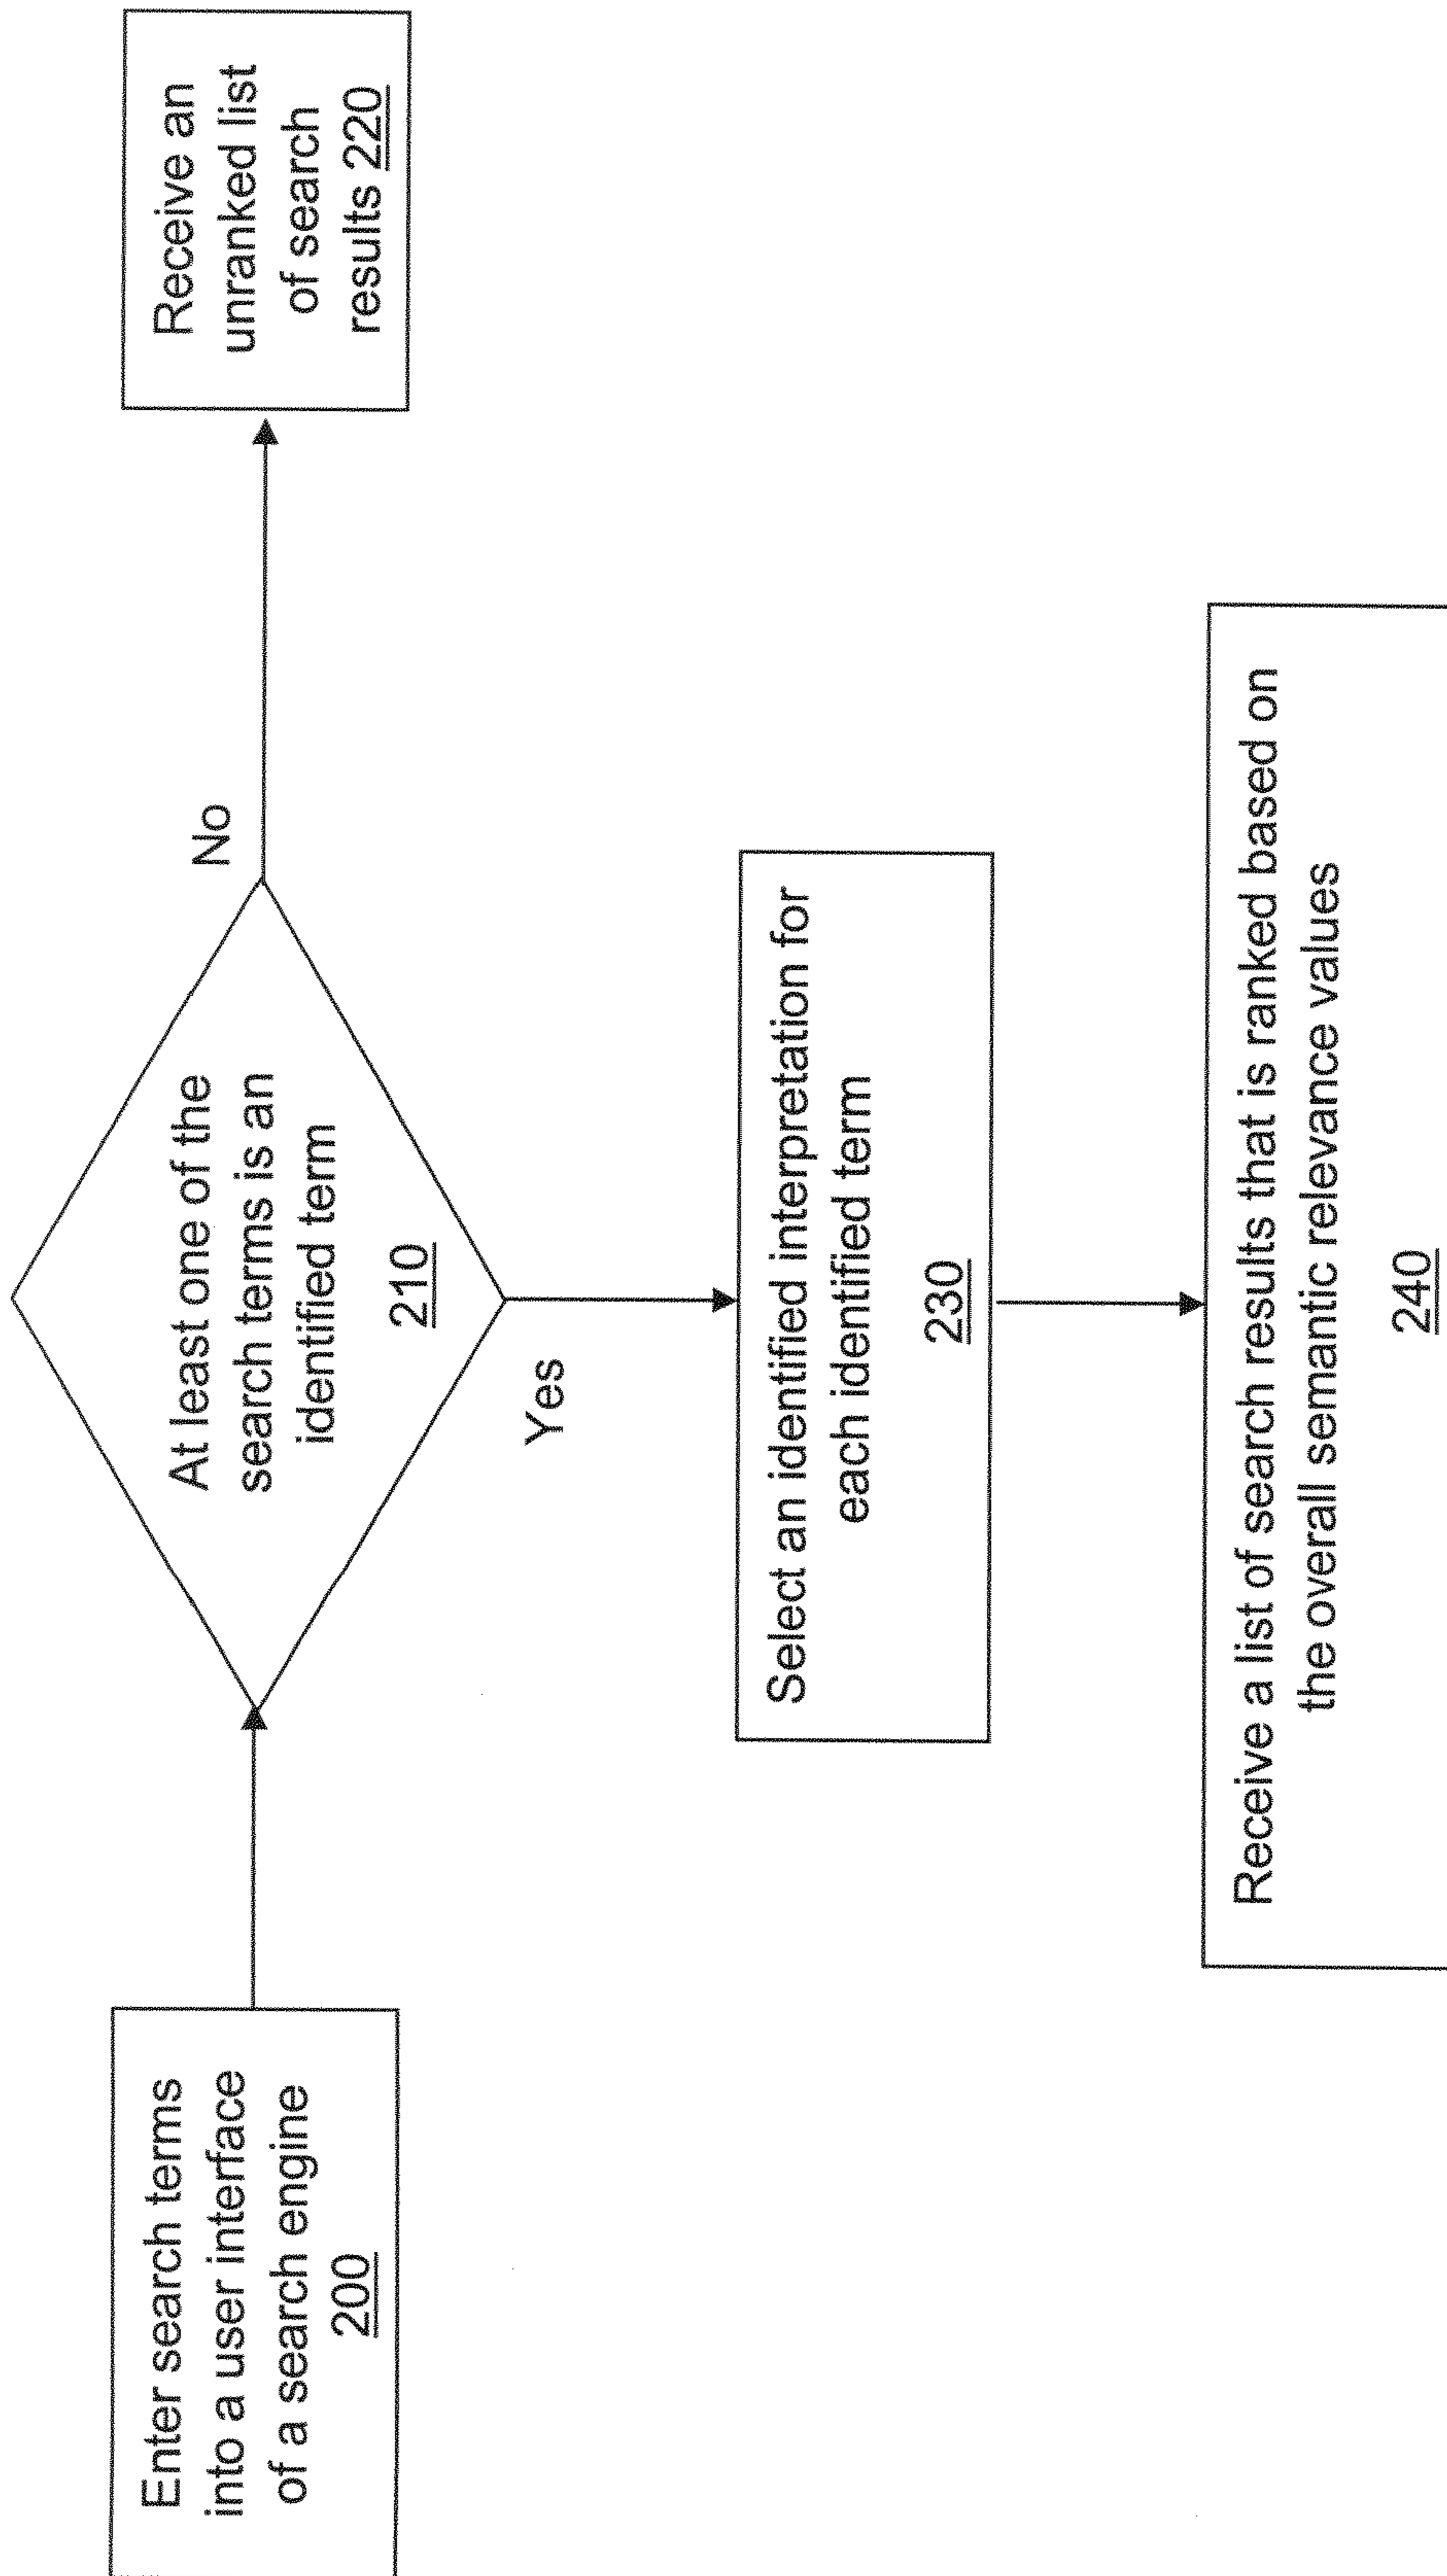 Enter search terms
into a user interface
of a search engine
200
At least one of the
search terms is an
identified term
210
No
Receive an
unranked list
of search
results 220
Yes
Select an identified interpretation for
each identified term
230
Receive a list of search results that is ranked based on
the overall semantic relevance values
240